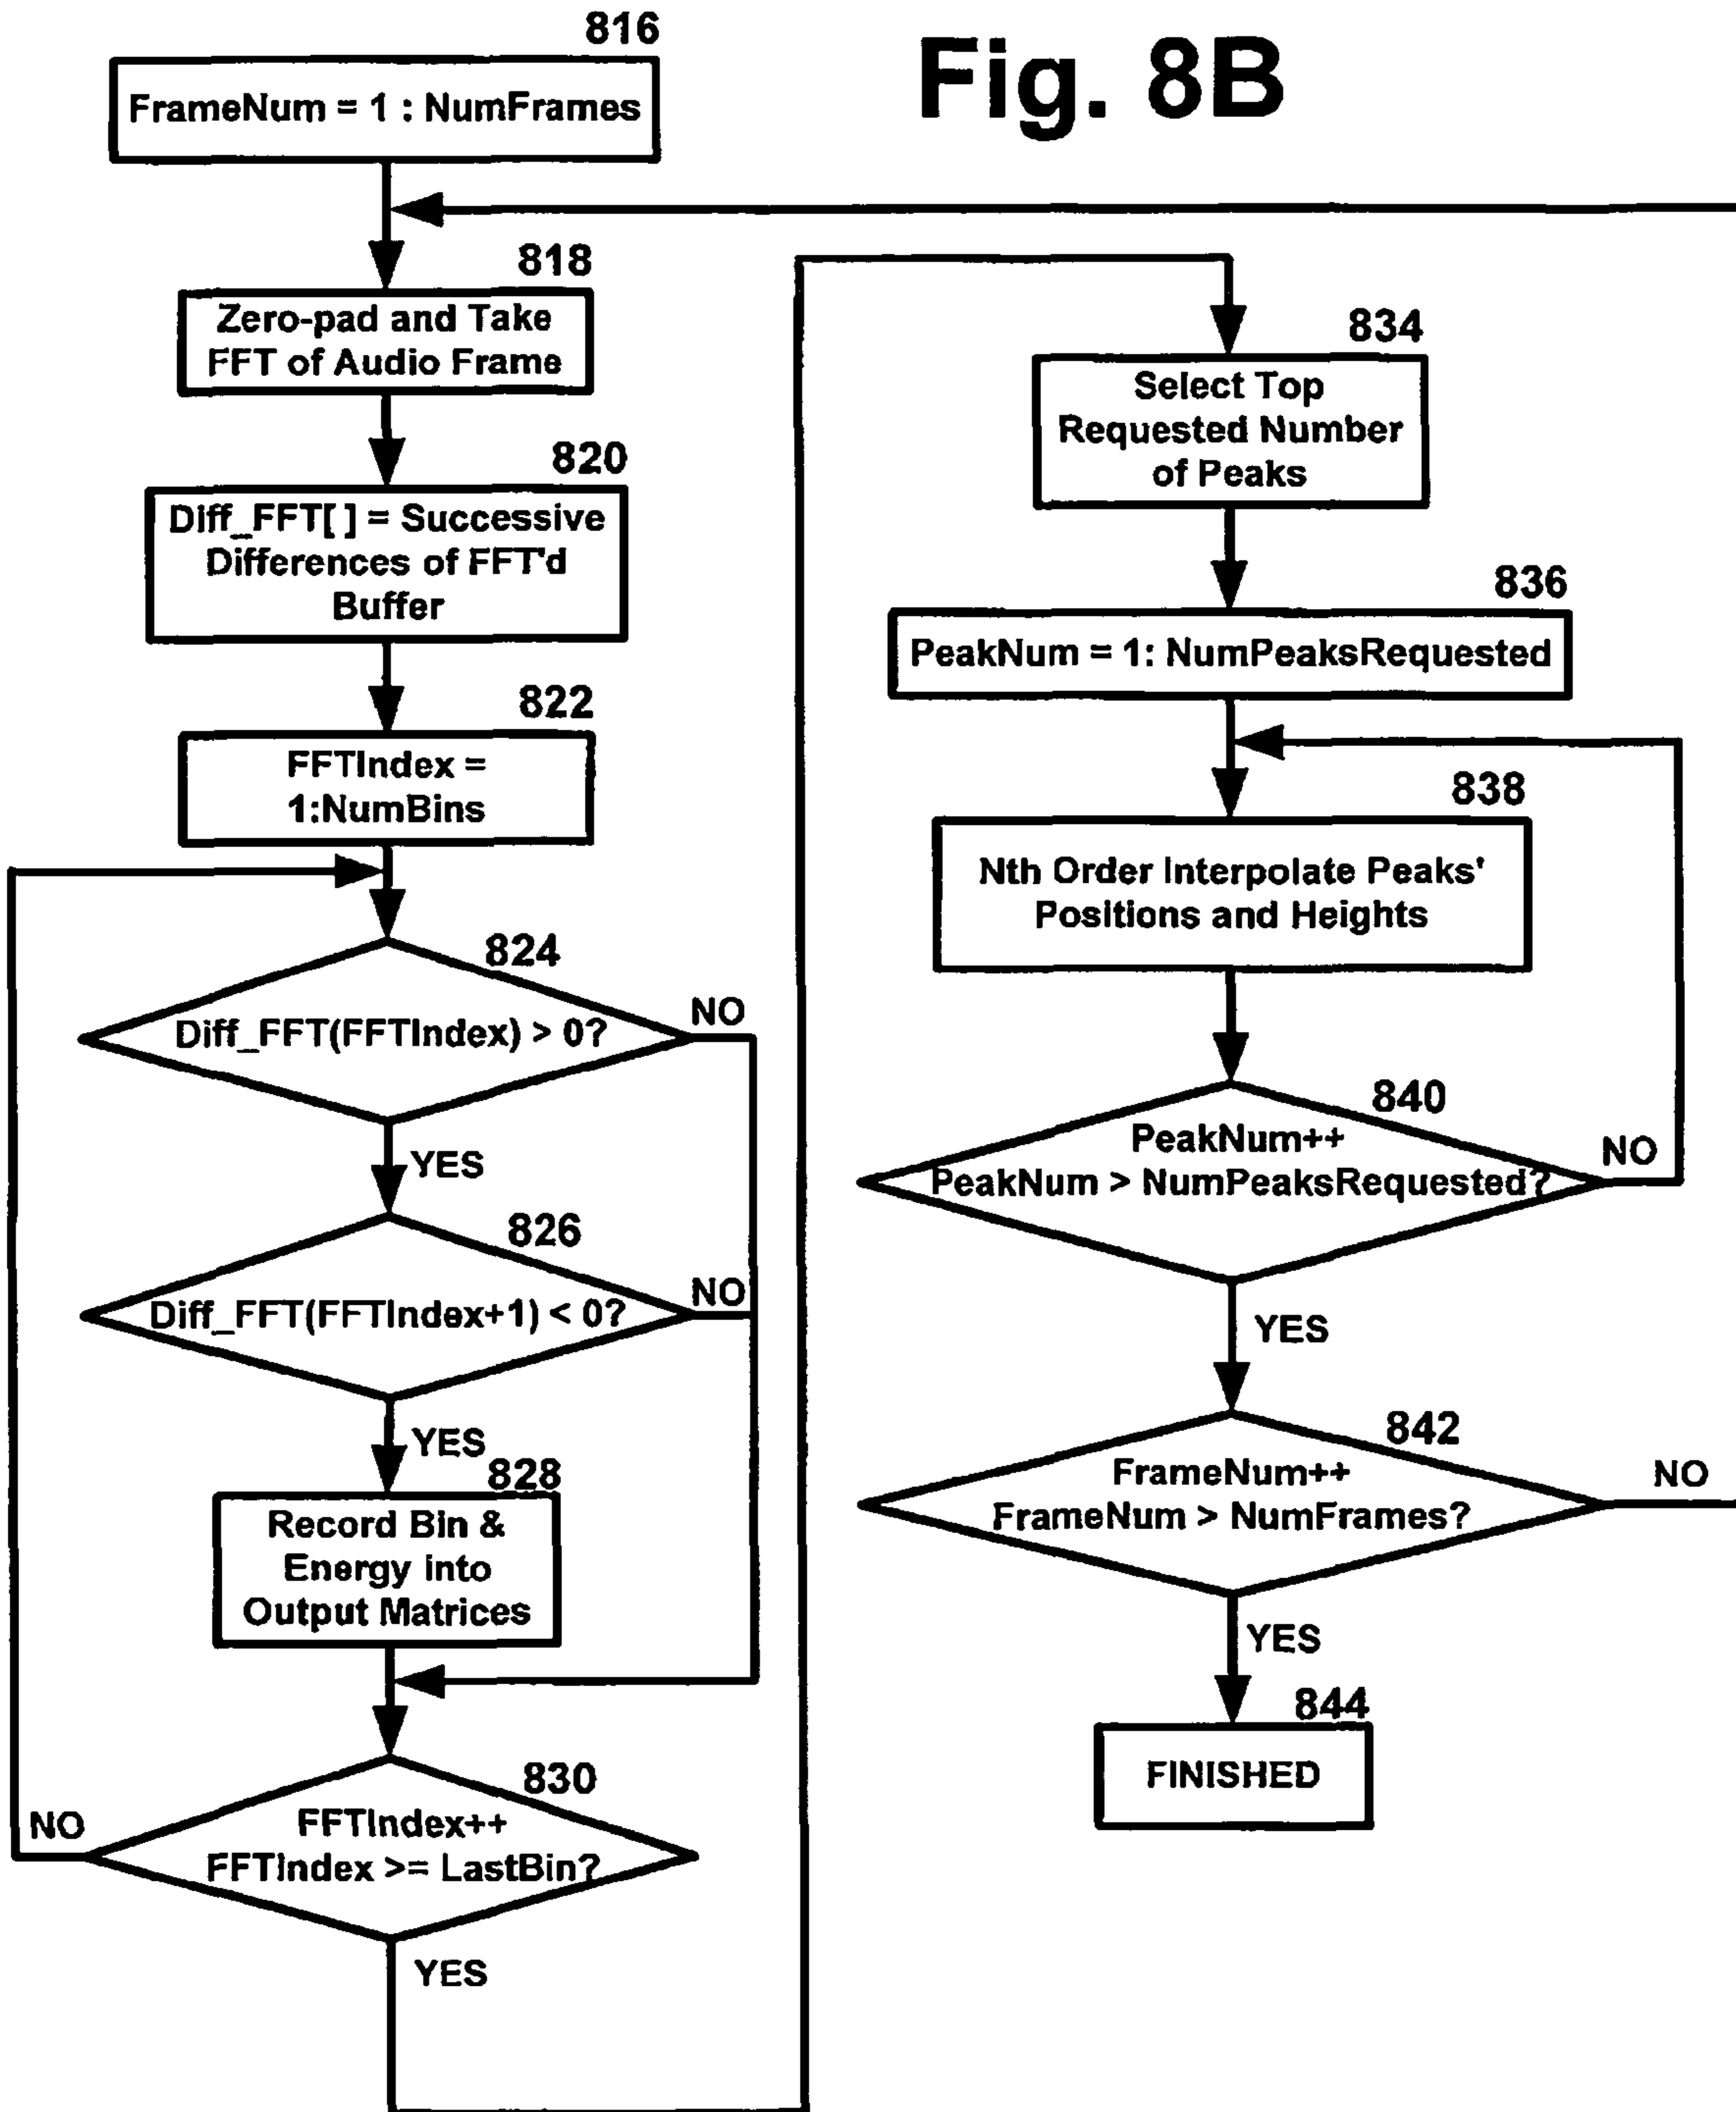 Fig. 8B
816
FrameNum = 1 : NumFrames
818
Zero-pad and Take
FFT of Audio Frame
820
Diff_FFT[ ] = Successive
Differences of FFT'd
Buffer
822
FFTIndex =
1:NumBins
824
Diff_FFT(FFTIndex) > 0?
NO
YES
826
Diff_FFT(FFTIndex+1) < 0?
NO
YES
828
Record Bin &
Energy into
Output Matrices
830
FFTIndex++
FFTIndex >= LastBin?
NO
YES
834
Select Top
Requested Number
of Peaks
836
PeakNum = 1: NumPeaksRequested
838
Nth Order Interpolate Peaks'
Positions and Heights
840
PeakNum++
PeakNum > NumPeaksRequested?
NO
YES
842
FrameNum++
FrameNum > NumFrames?
NO
YES
844
FINISHED